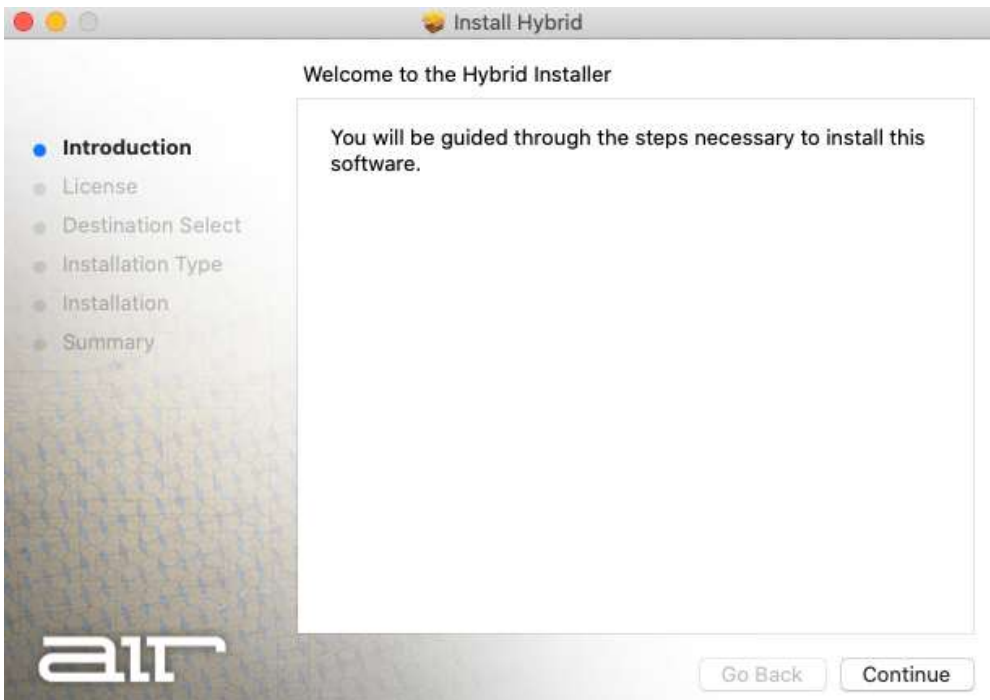 Install Hybrid
Welcome to the Hybrid Installer
Introduction
License
Destination Select
Installation Type
Installation
Summary
You will be guided through the steps necessary to install this
software.
air
Go Back
Continue